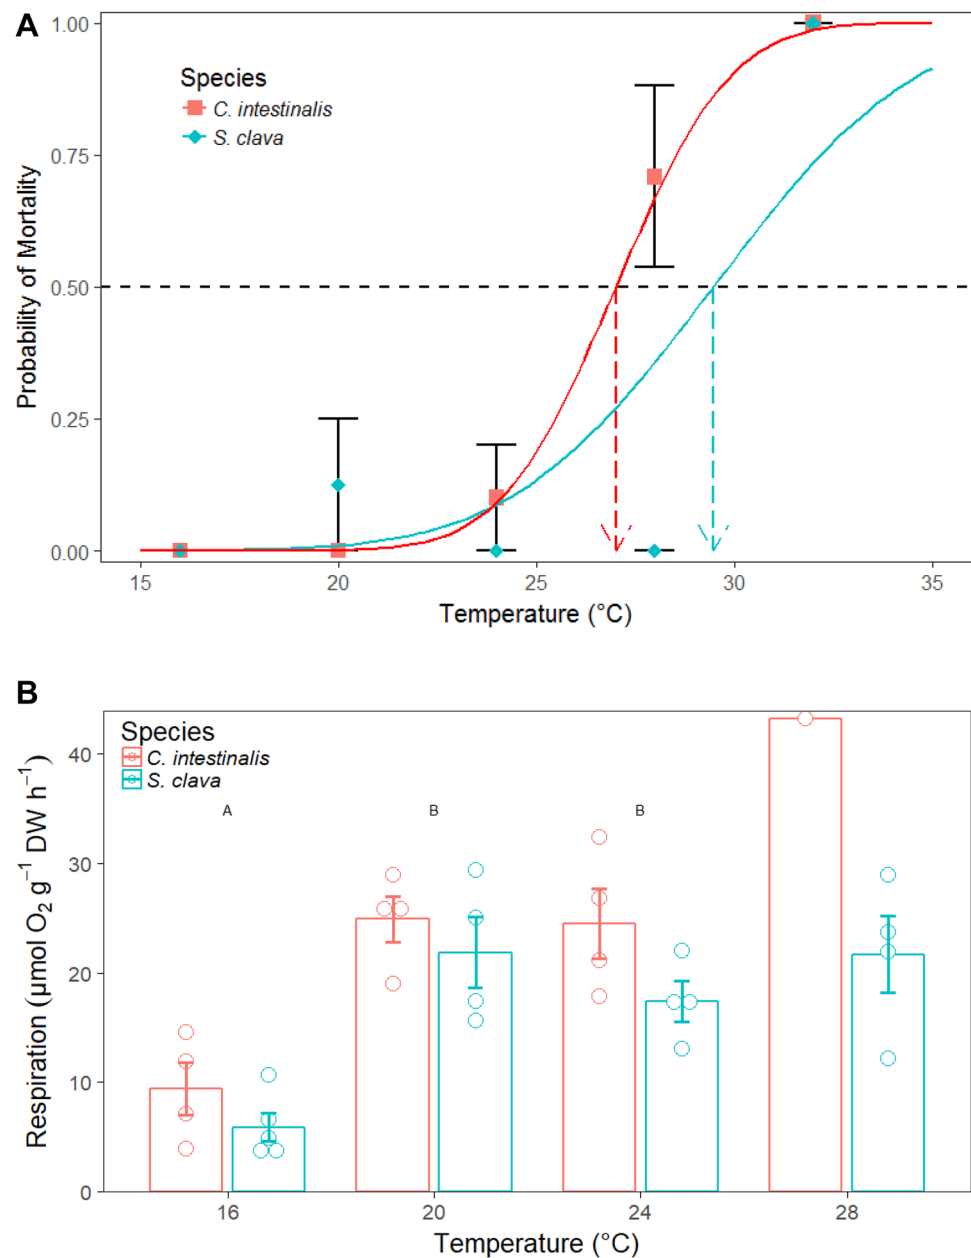 A
1.00
0.75
0.50
0.25
0.00
Probability of Mortality
Species
C. intestinalis
S. clava
15 20 25 30 35
Temperature (°C)
B
40
30
20
10
0
Respiration (μmol O₂ g⁻¹ DW h⁻¹)
Species
C. intestinalis
S. clava
A B B
16 20 24 28
Temperature (°C)